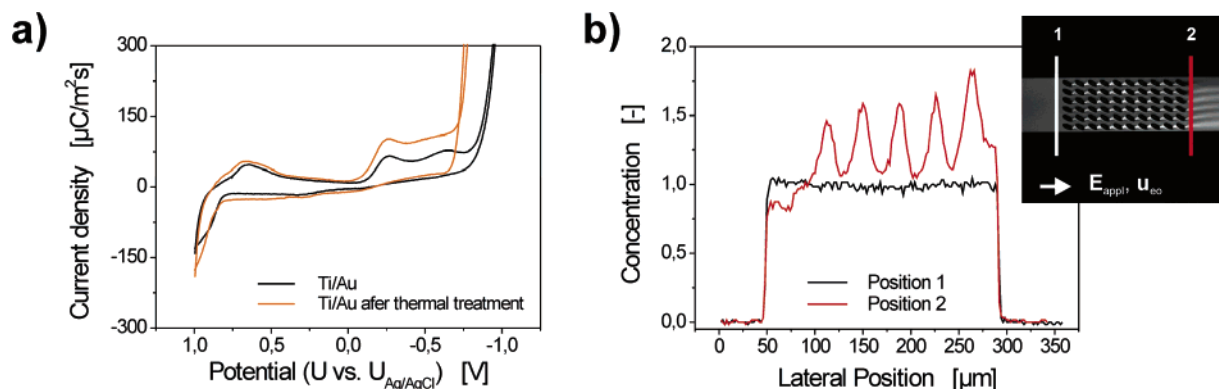 a)
300
150
0
-150
-300
Current density [µC/m²s]
Ti/Au
Ti/Au afer thermal treatment
1,0 0,5 0,0 -0,5 -1,0
Potential (U vs. U_Ag/AgCl) [V]
b)
2,0
1,5
1,0
0,5
0,0
Concentration [-]
Position 1
Position 2
0 50 100 150 200 250 300 350
Lateral Position [µm]
1 2
E_appl, u_eo